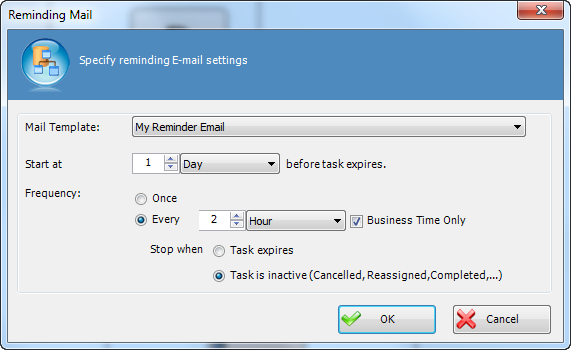 Reminding Mail
Specify reminding E-mail settings
Mail Template: My Reminder Email
Start at 1 Day before task expires.
Frequency: Once
Every 2 Hour Business Time Only
Stop when Task expires
Task is inactive (Cancelled, Reassigned,Completed,...)
OK Cancel